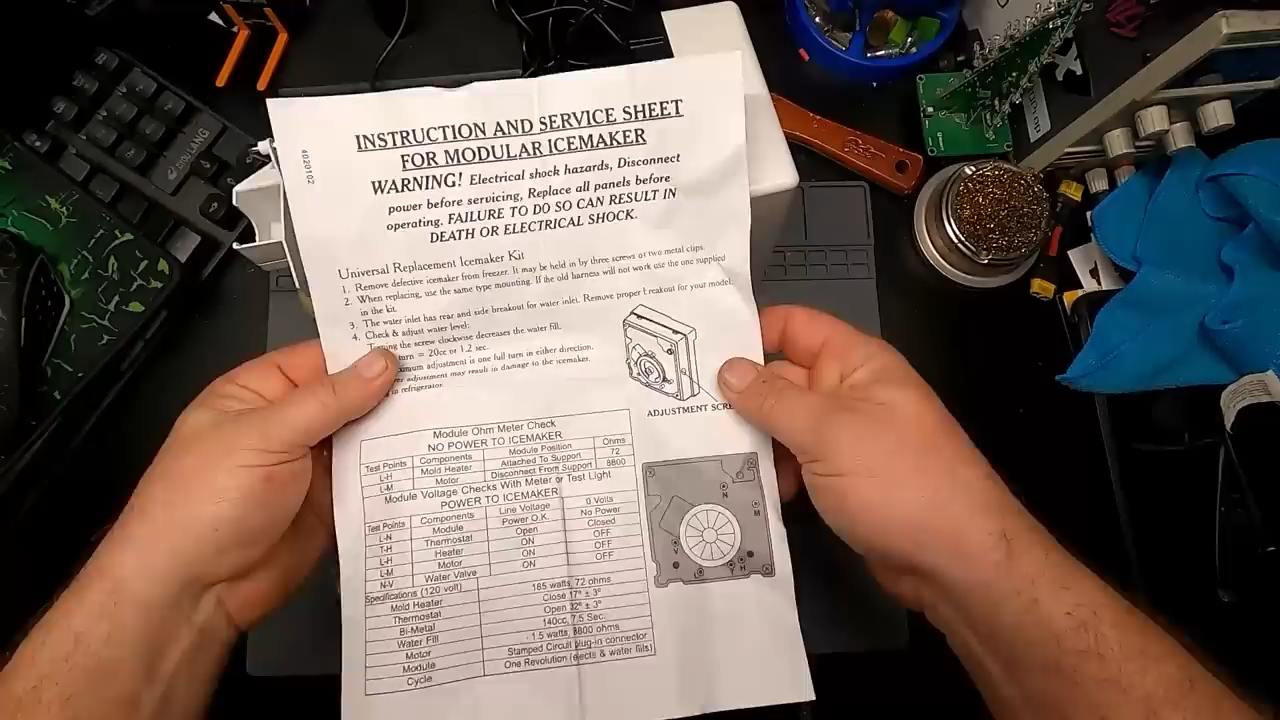 4020102
INSTRUCTION AND SERVICE SHEET
FOR MODULAR ICEMAKER
WARNING! Electrical shock hazards, Disconnect
power before servicing, Replace all panels before
operating. FAILURE TO DO SO CAN RESULT IN
DEATH OR ELECTRICAL SHOCK.
Universal Replacement Icemaker Kit
1. Remove defective icemaker from freezer. It may be held in by three screws or two metal clips.
2. When replacing, use the same type mounting. If the old harness will not work use the one supplied
in the kit.
3. The water inlet has rear and side breakout for water inlet. Remove proper breakout for your model.
4. Check & adjust water level:
the screw clockwise decreases the water fill.
turn = 20cc or 1.2 sec.
adjustment is one full turn in either direction.
adjustment may result in damage to the icemaker.
refrigerator.
ADJUSTMENT
Module Ohm Meter Check
NO POWER TO ICEMAKER
Test Points Components Module Position Ohms
L-H Mold Heater Attached To Support 72
L-M Motor Disconnect From Support 8800
Module Voltage Checks With Meter or Test Light
POWER TO ICEMAKER
Test Points Components Line Voltage 0 Volts
L-N Module Power O.K. No Power
T-H Thermostat Open Closed
L-H Heater ON OFF
L-M Motor ON OFF
N-V Water Valve ON OFF
Specifications (120 volt)
Mold Heater 185 watts, 72 ohms
Thermostat Close 17° ± 3°
Bi-Metal Open 32° ± 3°
Water Fill 140cc, 7.5 Sec.
Motor 1.5 watts, 8800 ohms
Module Stamped Circuit plug-in connector
Cycle One Revolution (ejects & water fills)
N
M
V
L
T
H